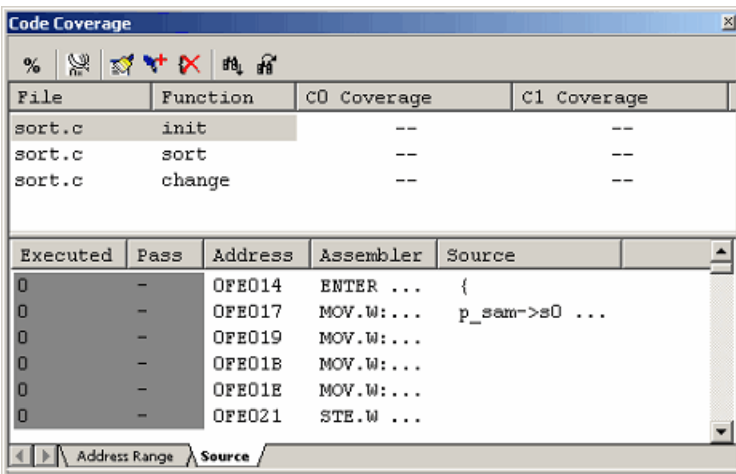 Code Coverage
%
File Function C0 Coverage C1 Coverage
sort.c init -- --
sort.c sort -- --
sort.c change -- --
Executed Pass Address Assembler Source
0 - 0FE014 ENTER ... {
0 - 0FE017 MOV.W:... p_sam->s0 ...
0 - 0FE019 MOV.W:...
0 - 0FE01B MOV.W:...
0 - 0FE01E MOV.W:...
0 - 0FE021 STE.W ...
Address Range Source